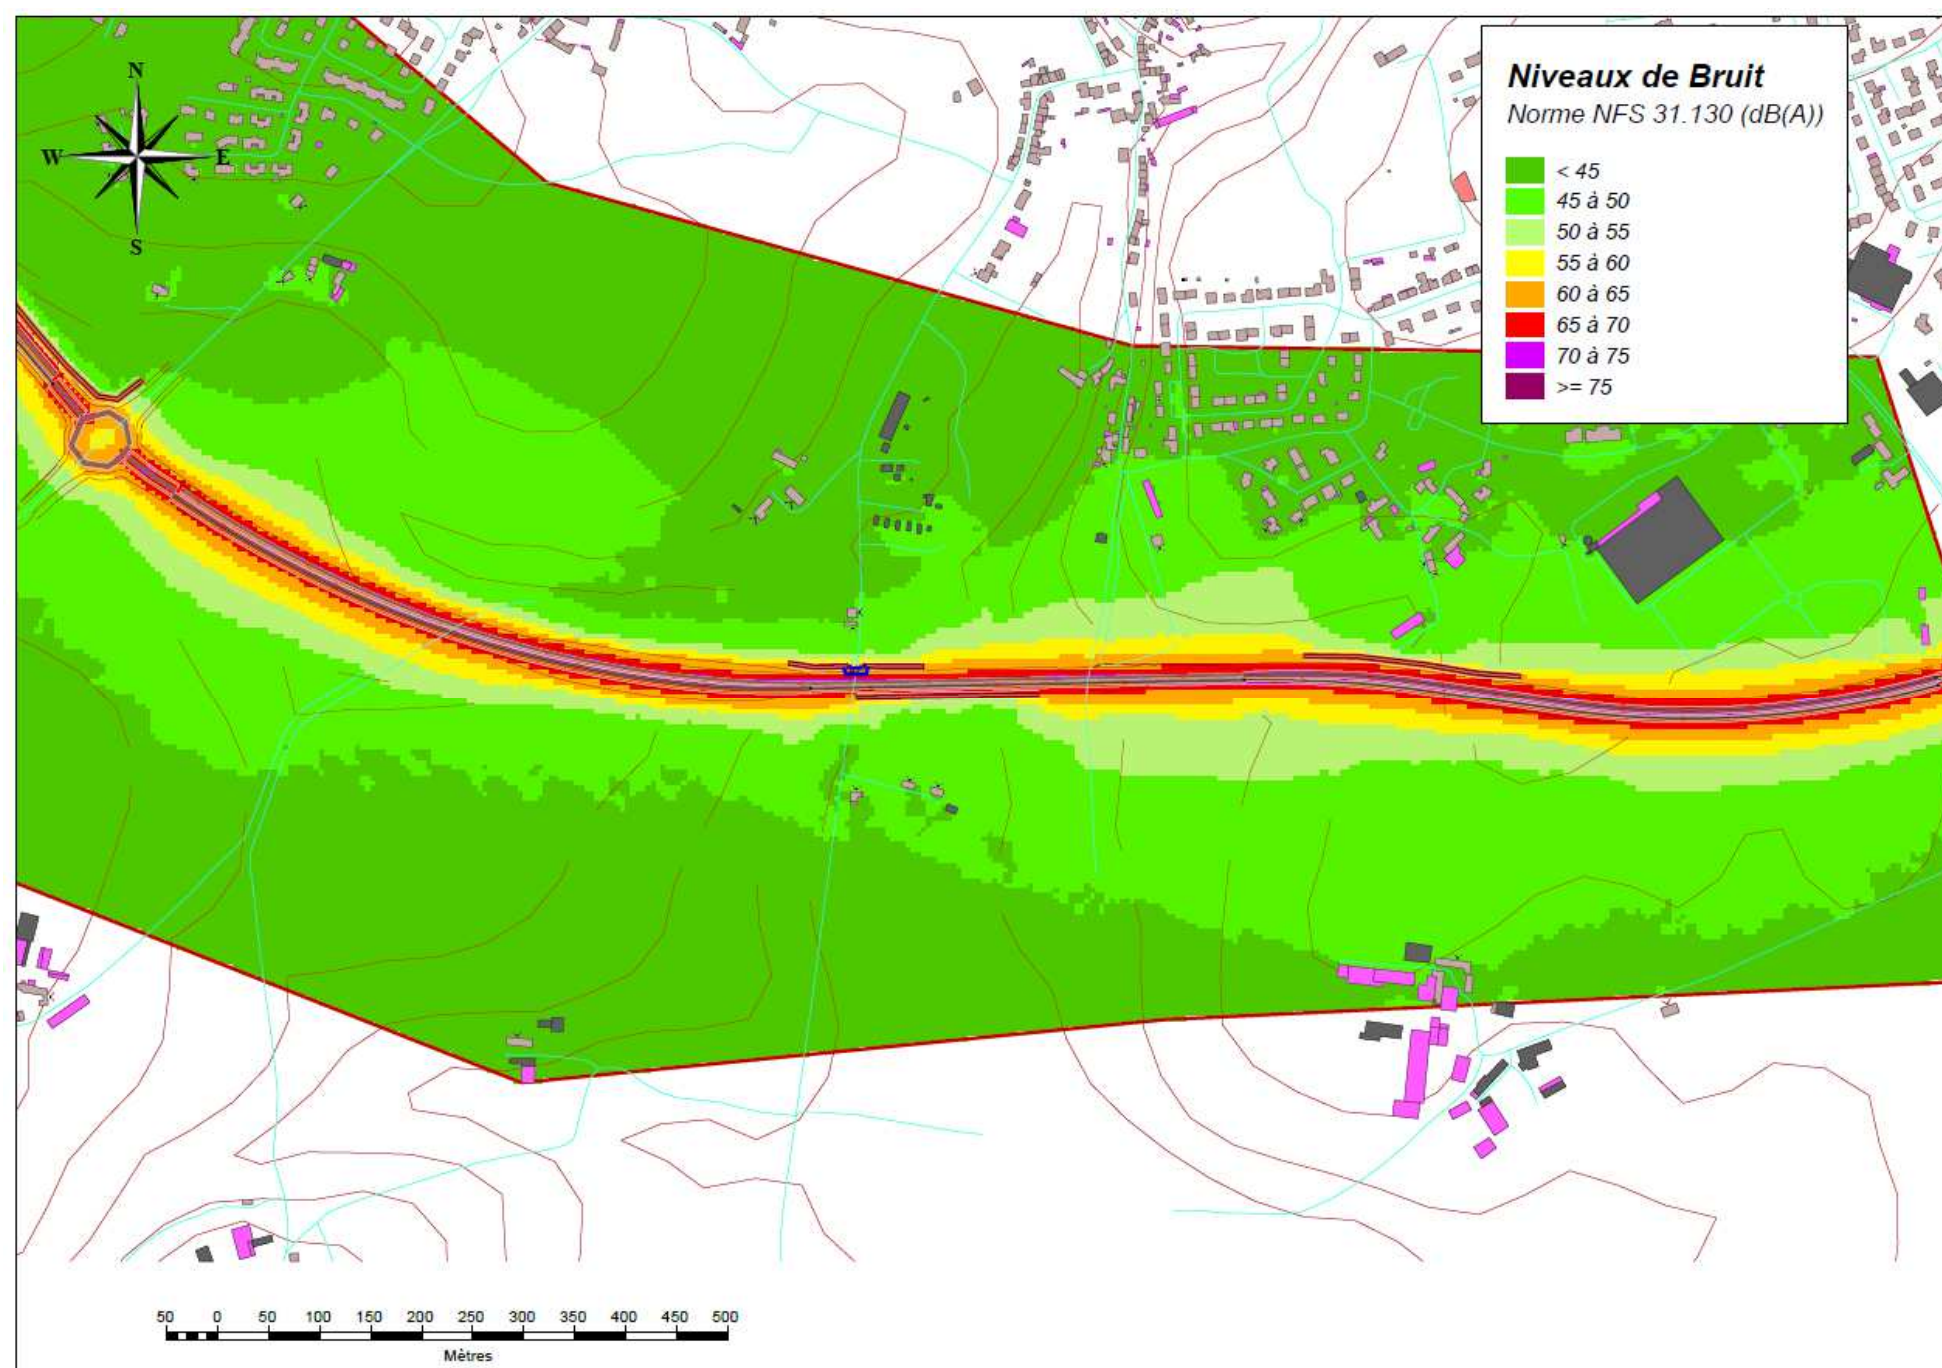 N
W E
S
Niveaux de Bruit
Norme NFS 31.130 (dB(A))
< 45
45 à 50
50 à 55
55 à 60
60 à 65
65 à 70
70 à 75
>= 75
50 0 50 100 150 200 250 300 350 400 450 500
Mètres